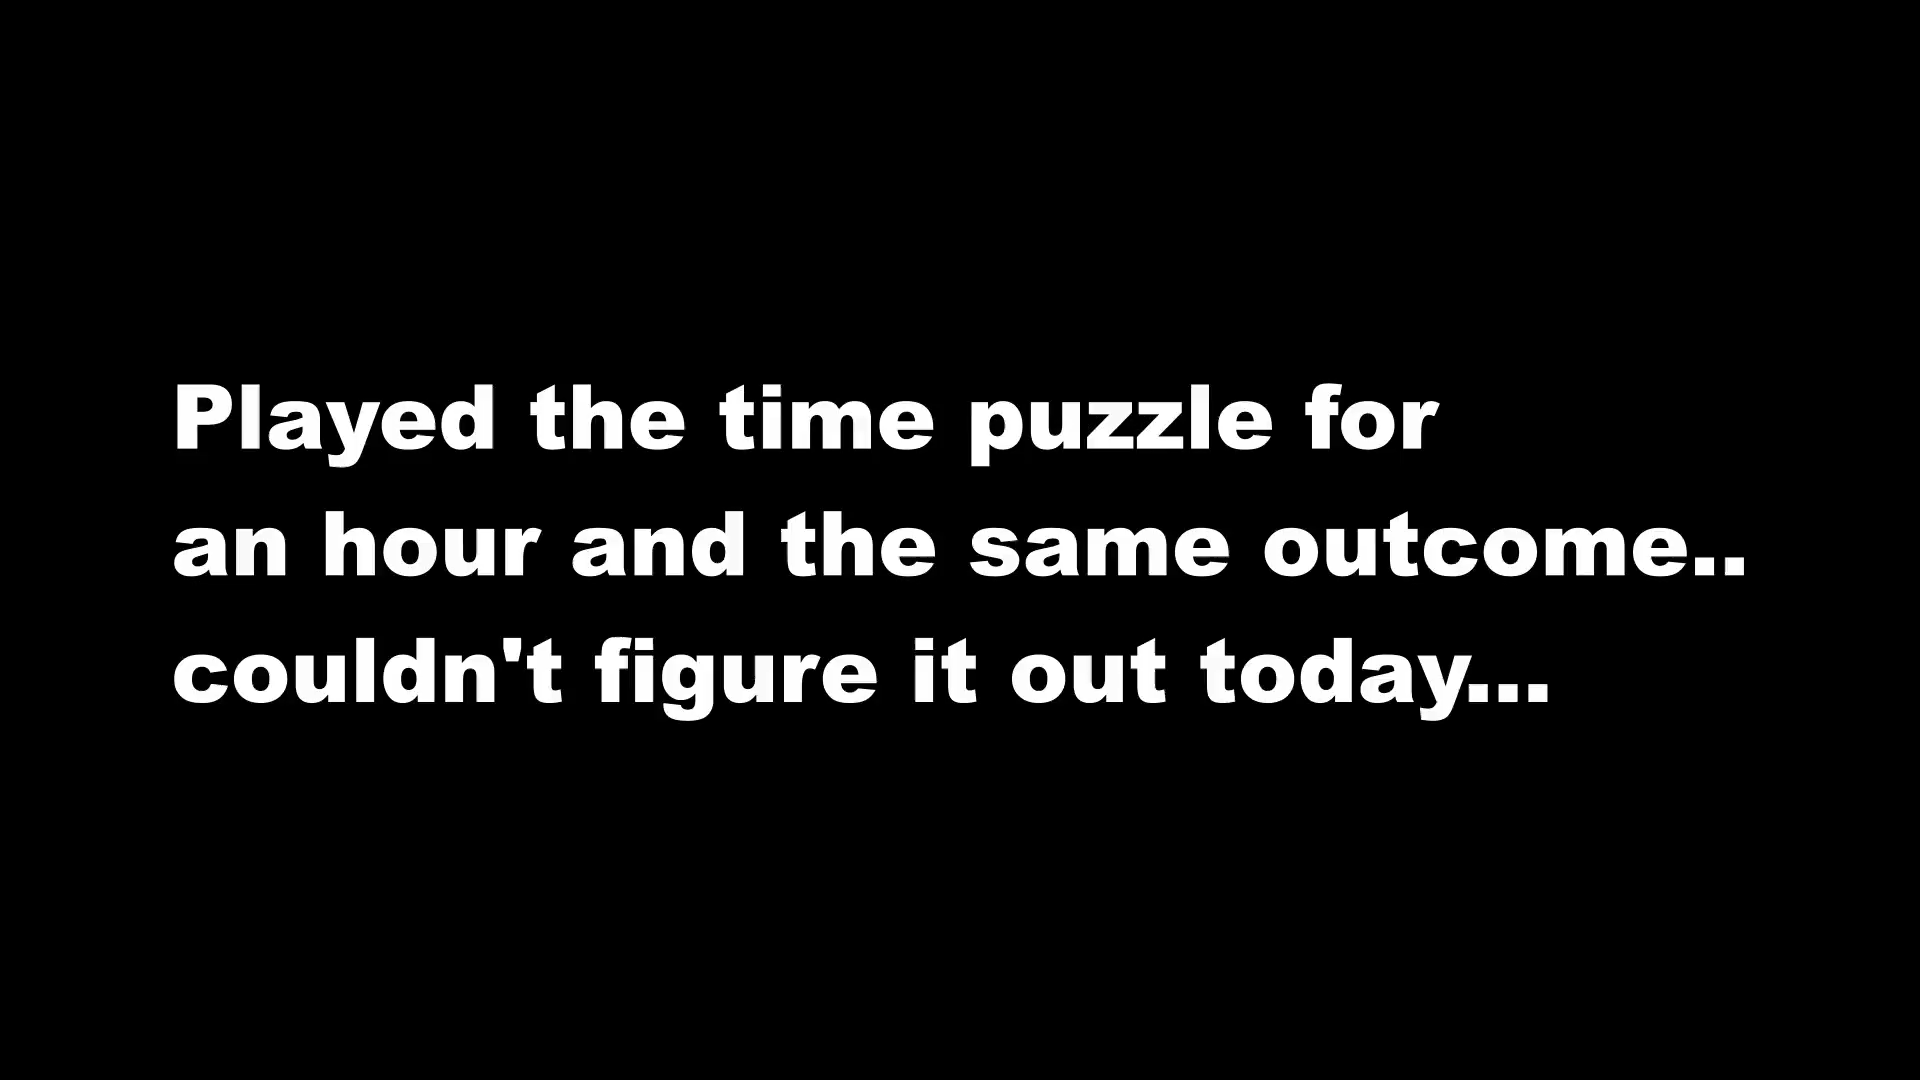 Played the time puzzle for
an hour and the same outcome..
couldn't figure it out today...